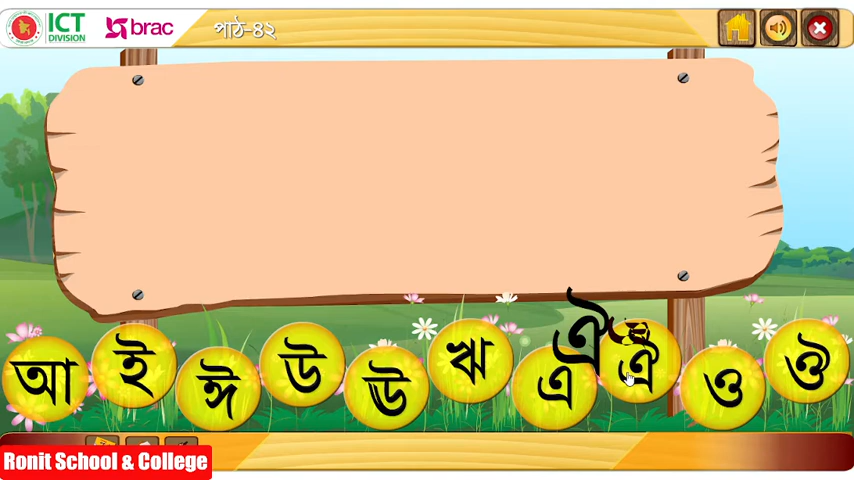 ICT
DIVISION
brac
পাঠ-৪২
আ ই ঈ উ ঊ ঋ এ ঐ ঐ ও ঔ
Ronit School & College